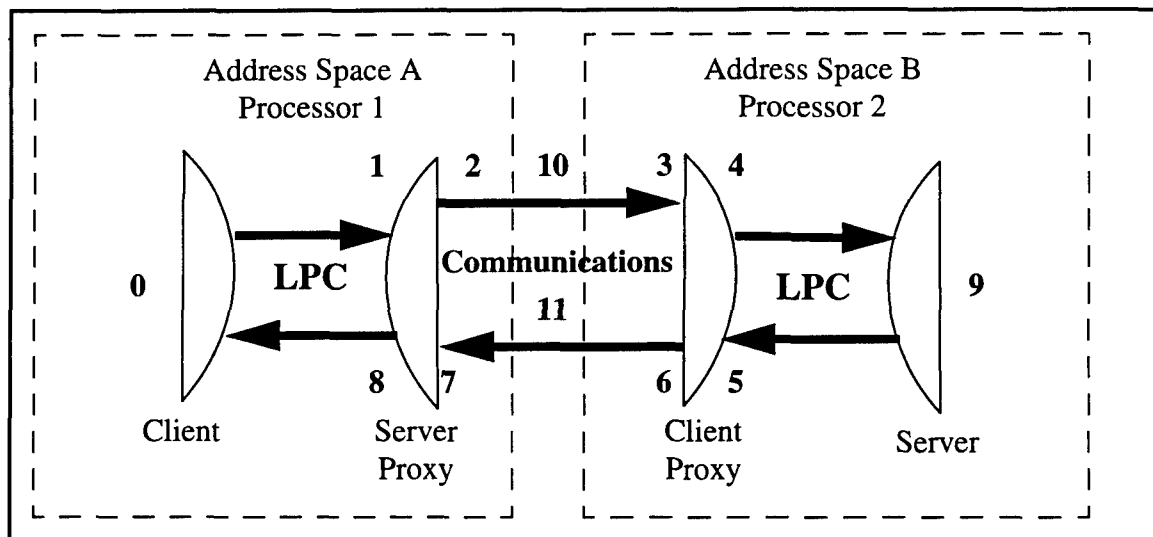 Address Space A
Processor 1
Address Space B
Processor 2
1 2 10 3 4
Communications
0 LPC LPC 9
11
8 7 6 5
Client
Server
Proxy
Client
Proxy
Server